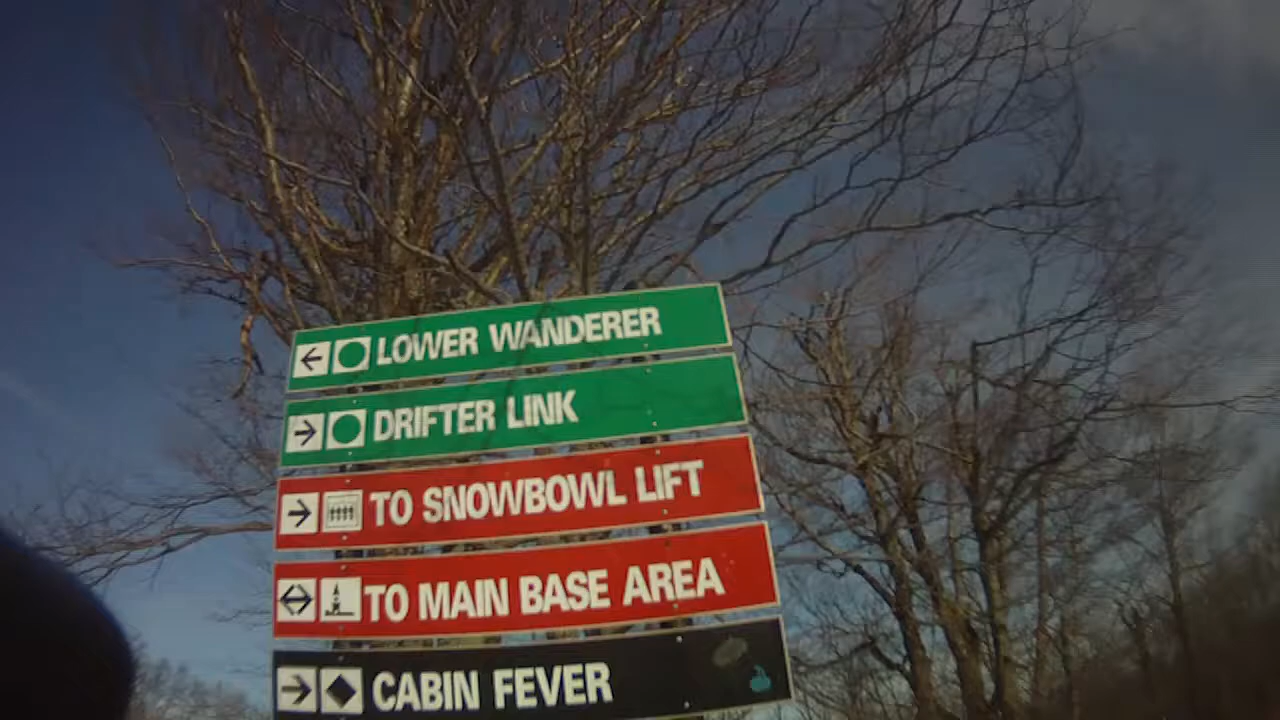 LOWER WANDERER
DRIFTER LINK
TO SNOWBOWL LIFT
TO MAIN BASE AREA
CABIN FEVER